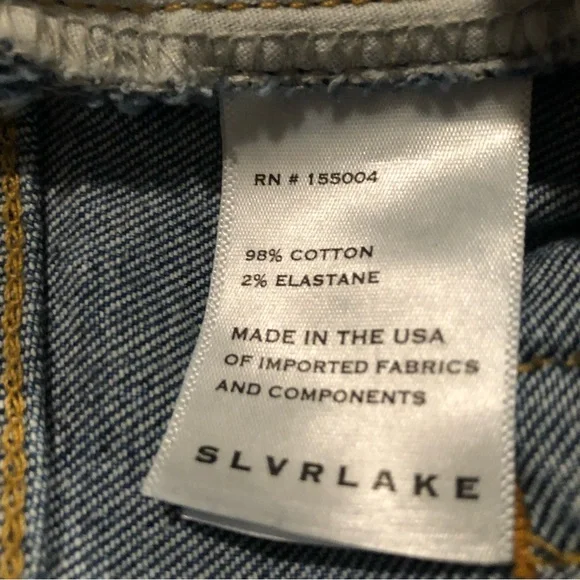 RN # 155004
98% COTTON
2% ELASTANE
MADE IN THE USA
OF IMPORTED FABRICS
AND COMPONENTS
SLVRLAKE